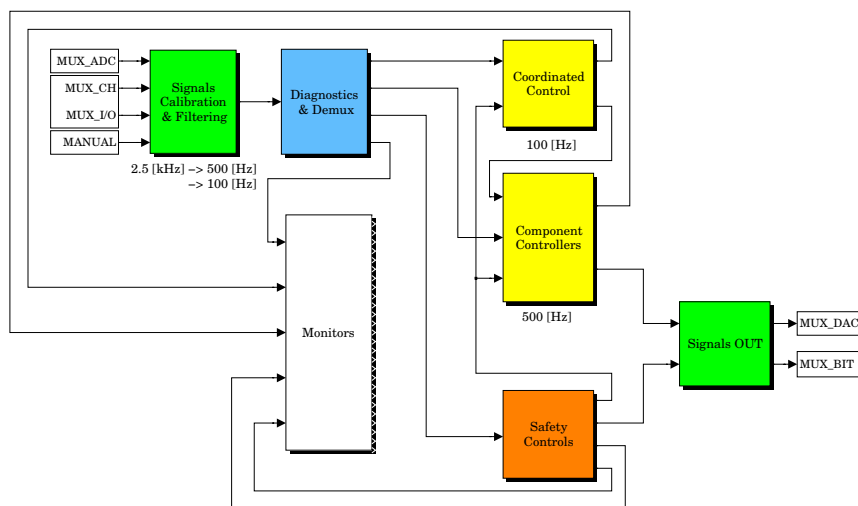 MUX_ADC
MUX_CH
MUX_I/O
MANUAL
Signals
Calibration
& Filtering
2.5 [kHz] –> 500 [Hz]
–> 100 [Hz]
Diagnostics
& Demux
Coordinated
Control
100 [Hz]
Component
Controllers
500 [Hz]
Monitors
Signals OUT
MUX_DAC
MUX_BIT
Safety
Controls